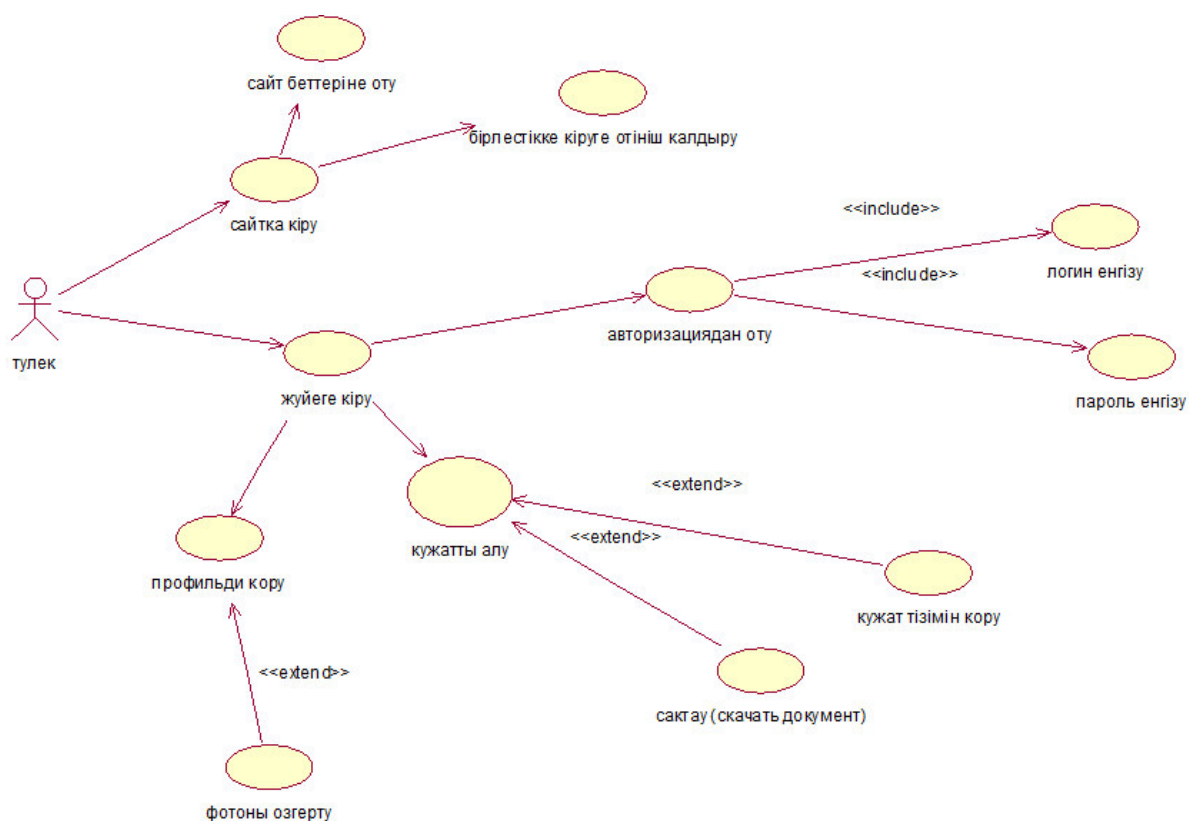 сайт беттеріне оту
бірлестікке кіруге отініш калдыру
сайтка кіру
<<include>>
<<include>>
логин енгізу
авторизациядан оту
тулек
жуйеге кіру
пароль енгізу
<<extend>>
<<extend>>
кужатты алу
профильди кору
кужат тізімін кору
<<extend>>
сактау (скачать документ)
фотоны озгерту